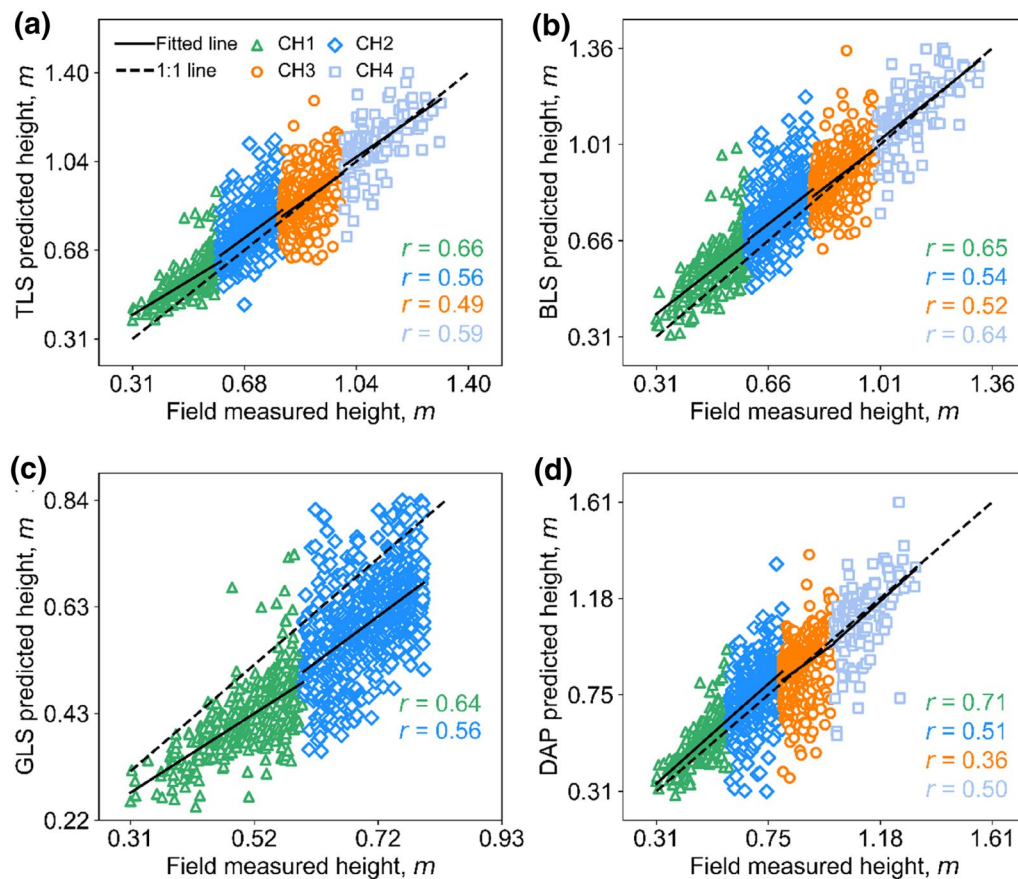 (a)
Fitted line CH1 CH2
1:1 line CH3 CH4
TLS predicted height, m
1.40
1.04
0.68
0.31
r = 0.66
r = 0.56
r = 0.49
r = 0.59
0.31 0.68 1.04 1.40
Field measured height, m
(b)
BLS predicted height, m
1.36
1.01
0.66
0.31
r = 0.65
r = 0.54
r = 0.52
r = 0.64
0.31 0.66 1.01 1.36
Field measured height, m
(c)
GLS predicted height, m
0.84
0.63
0.43
0.22
r = 0.64
r = 0.56
0.31 0.52 0.72 0.93
Field measured height, m
(d)
DAP predicted height, m
1.61
1.18
0.75
0.31
r = 0.71
r = 0.51
r = 0.36
r = 0.50
0.31 0.75 1.18 1.61
Field measured height, m